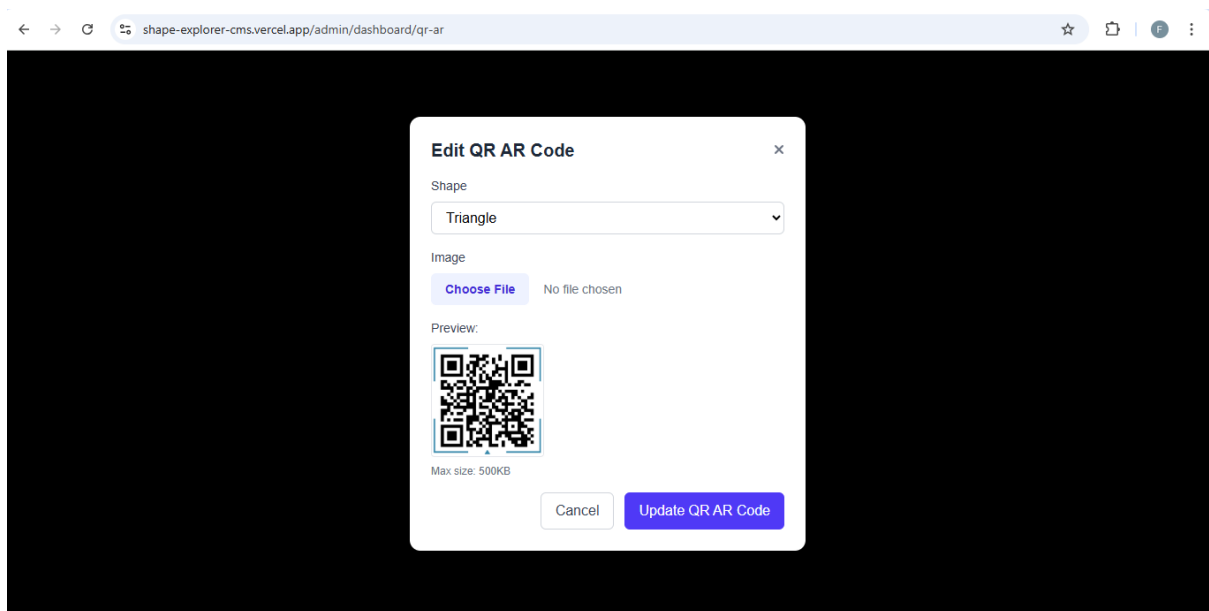 shape-explorer-cms.vercel.app/admin/dashboard/qr-ar
F
Edit QR AR Code
×
Shape
Triangle
Image
Choose File No file chosen
Preview:
Max size: 500KB
Cancel Update QR AR Code